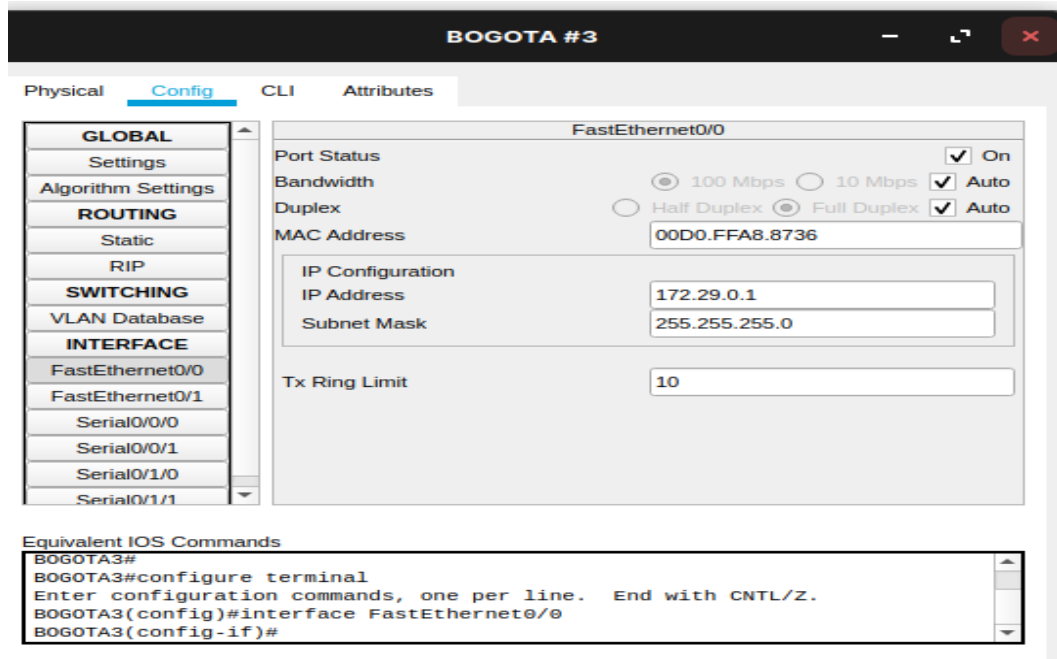 BOGOTA #3
Physical Config CLI Attributes
GLOBAL
Settings
Algorithm Settings
ROUTING
Static
RIP
SWITCHING
VLAN Database
INTERFACE
FastEthernet0/0
FastEthernet0/1
Serial0/0/0
Serial0/0/1
Serial0/1/0
Serial0/1/1
FastEthernet0/0
Port Status On
Bandwidth 100 Mbps 10 Mbps Auto
Duplex Half Duplex Full Duplex Auto
MAC Address 00D0.FFA8.8736
IP Configuration
IP Address 172.29.0.1
Subnet Mask 255.255.255.0
Tx Ring Limit 10
Equivalent IOS Commands
BOGOTA3#
BOGOTA3#configure terminal
Enter configuration commands, one per line. End with CNTL/Z.
BOGOTA3(config)#interface FastEthernet0/0
BOGOTA3(config-if)#